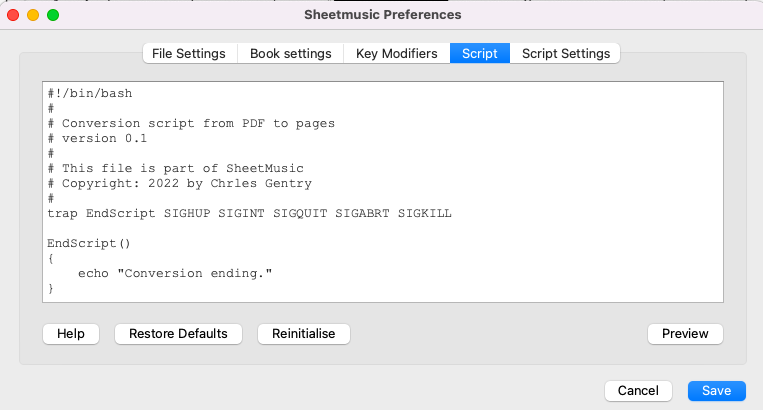 Sheetmusic Preferences
File Settings Book settings Key Modifiers Script Script Settings
#!/bin/bash
#
# Conversion script from PDF to pages
# version 0.1
#
# This file is part of SheetMusic
# Copyright: 2022 by Chrles Gentry
#
trap EndScript SIGHUP SIGINT SIGQUIT SIGABRT SIGKILL
EndScript()
{
echo "Conversion ending."
}
Help Restore Defaults Reinitialise Preview
Cancel Save